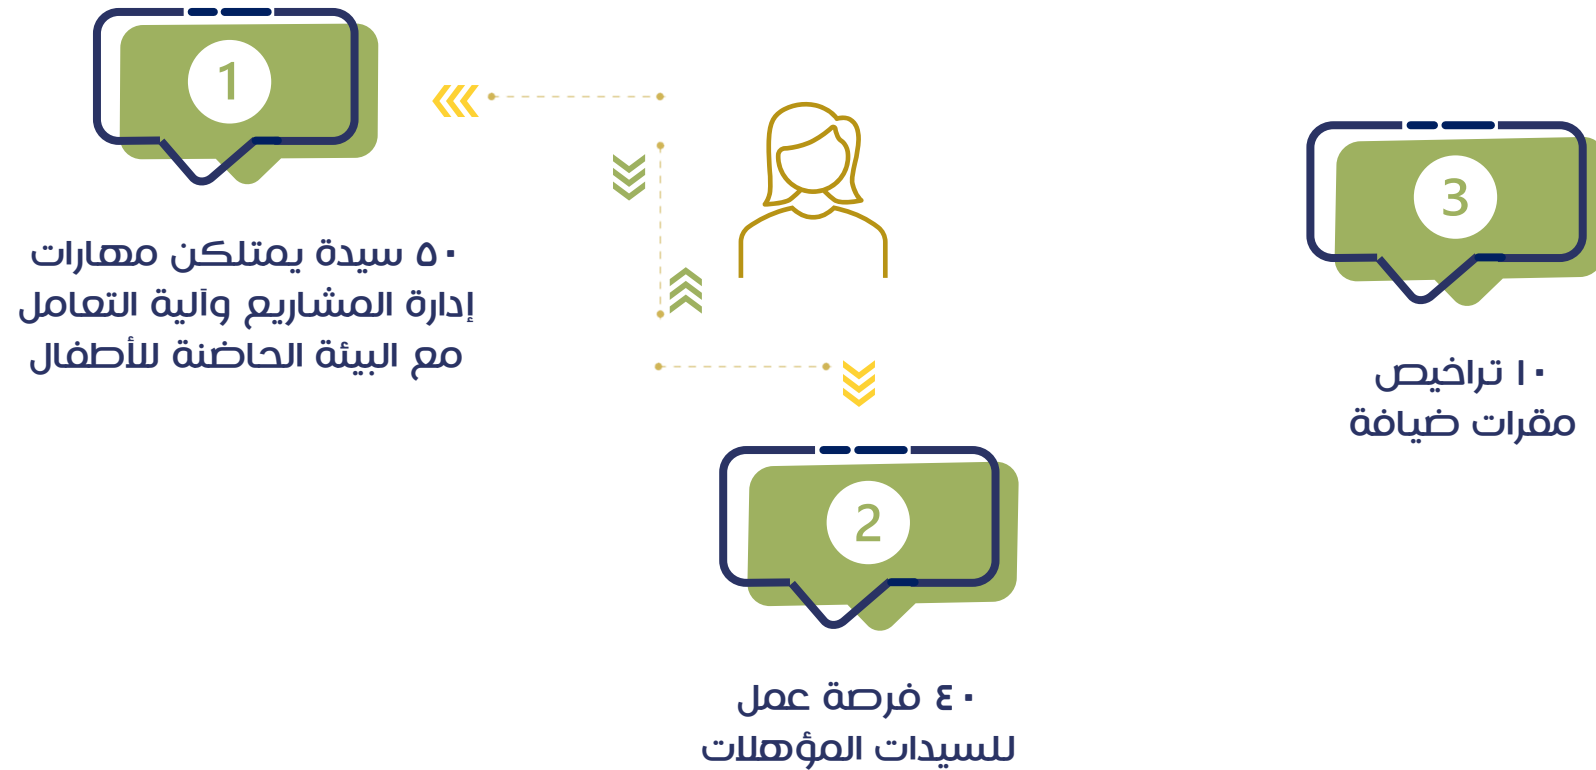 1
٥٠ سيدة يمتلكن مهارات
إدارة المشاريع وآلية التعامل
مع البيئة الحاضنة للأطفال
2
٤٠ فرصة عمل
للسيدات المؤهلات
3
١٠ تراخيص
مقرات ضيافة